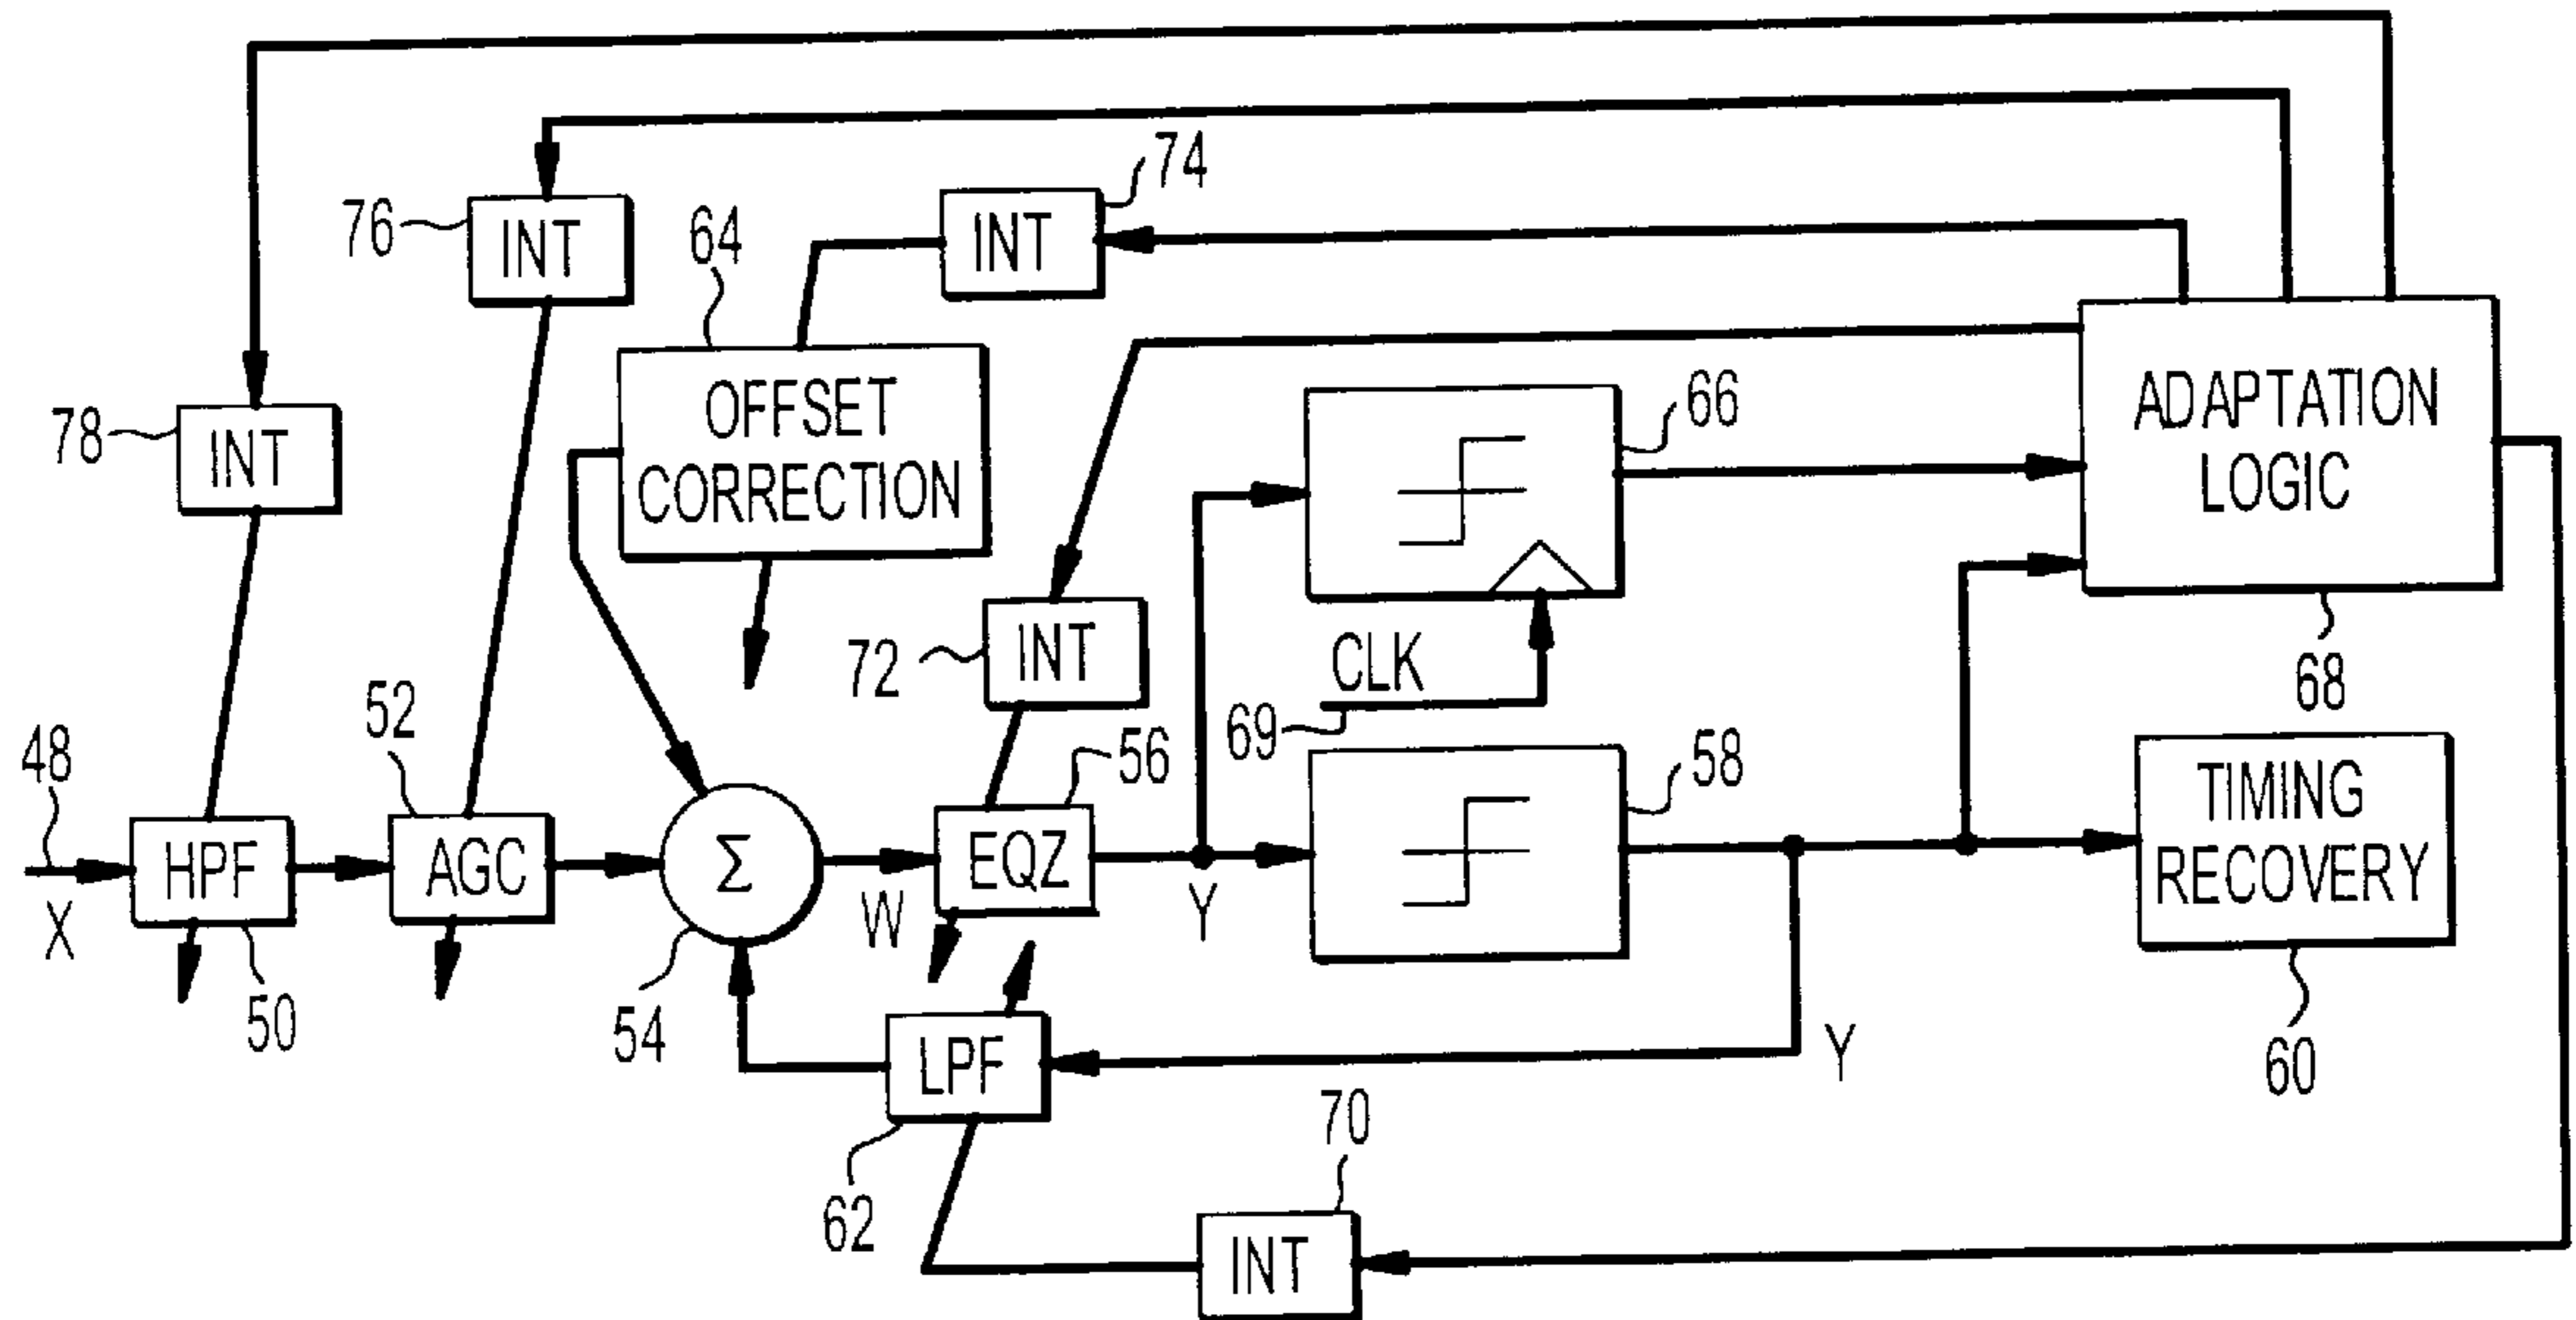 74
76
INT
64
INT
78
INT
OFFSET
CORRECTION
66
ADAPTATION
LOGIC
72
INT
CLK
69
68
48
X
52
HPF
50
AGC
Σ
54
W
56
EQZ
Y
58
TIMING
RECOVERY
60
LPF
62
Y
70
INT